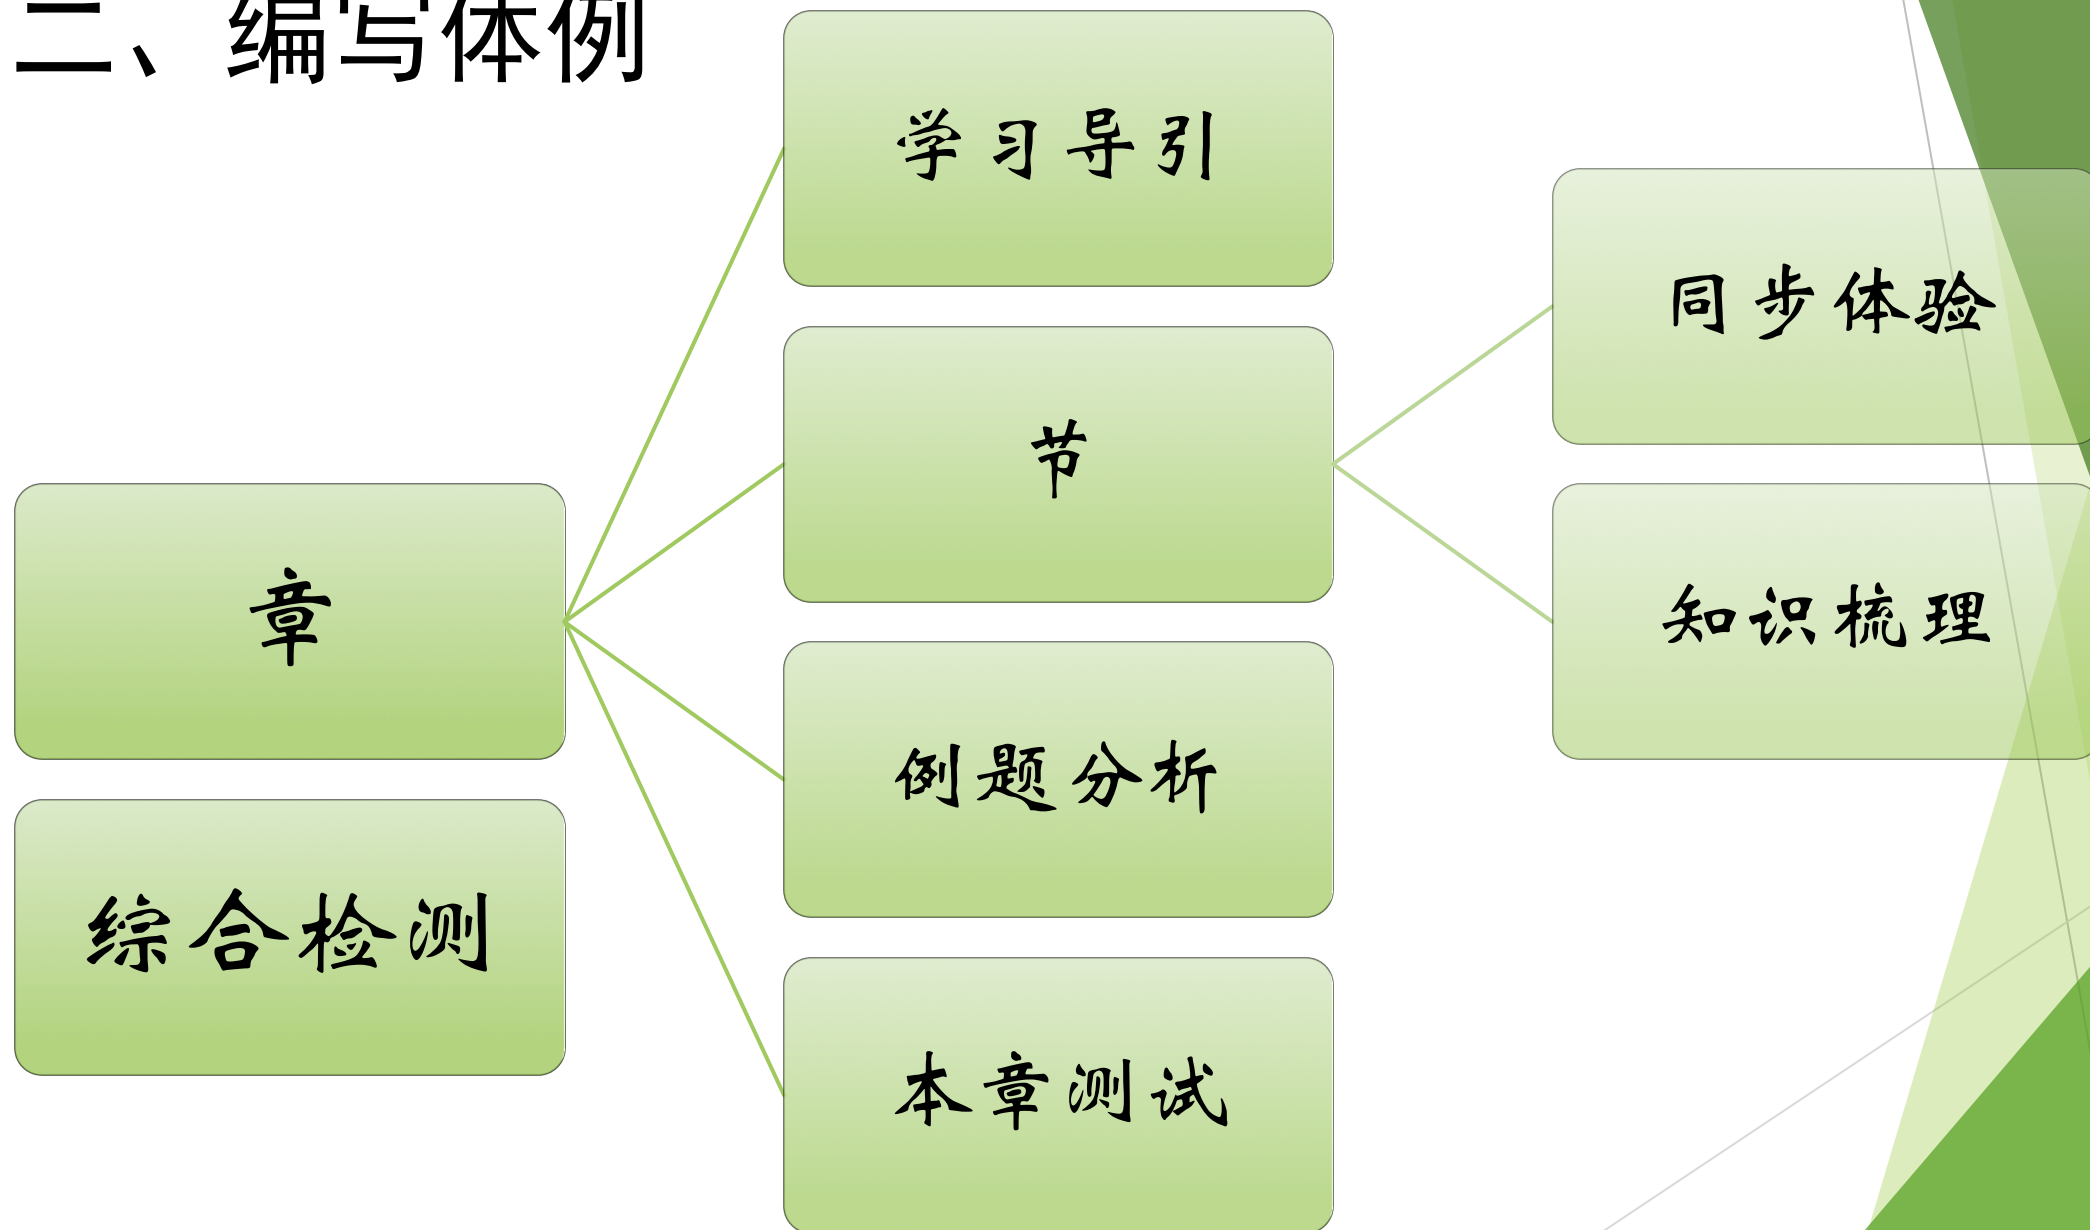 二、编写体例
学习导引
同步体验
节
知识梳理
章
例题分析
综合检测
本章测试